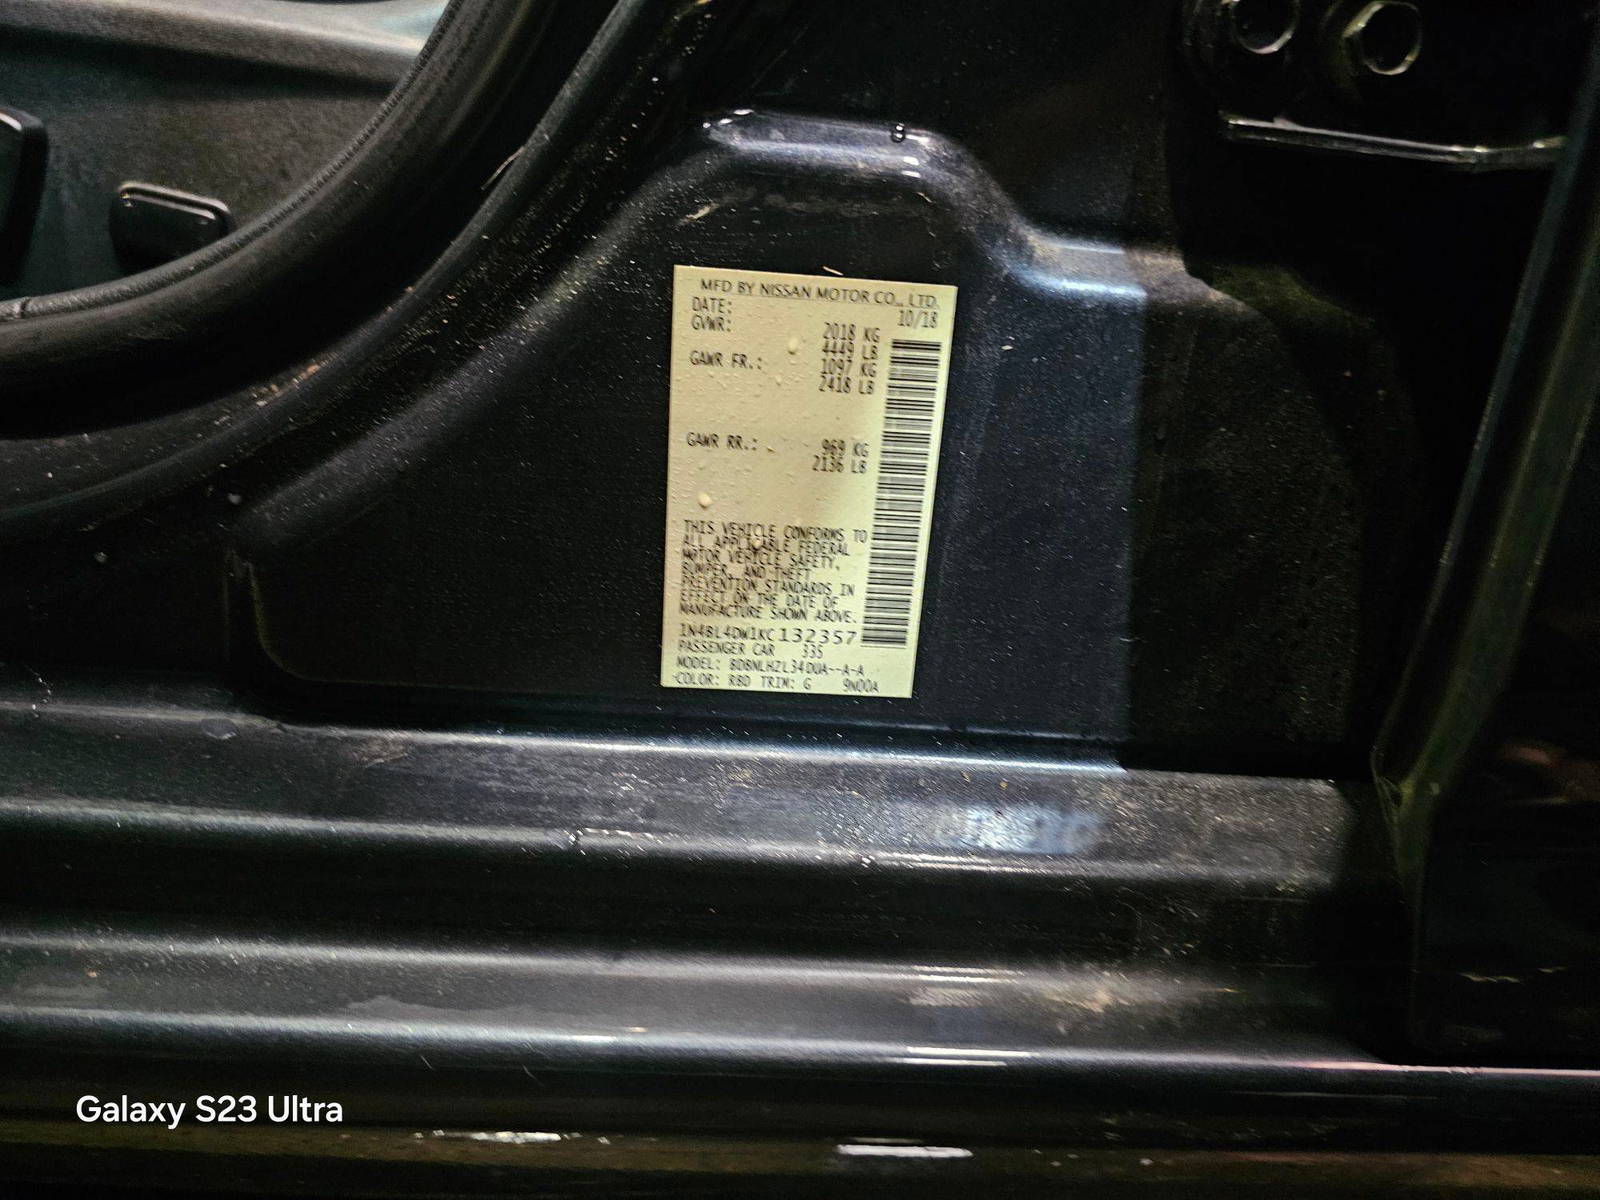 MFD BY NISSAN MOTOR CO., LTD.
DATE: 10/18
GVWR: 2018 KG
4449 LB
GAWR FR.: 1097 KG
2418 LB
GAWR RR.: 969 KG
2136 LB
THIS VEHICLE CONFORMS TO
ALL APPLICABLE FEDERAL
MOTOR VEHICLE SAFETY,
BUMPER, AND THEFT
PREVENTION STANDARDS IN
EFFECT ON THE DATE OF
MANUFACTURE SHOWN ABOVE.
1N4BL4DW1KC132357
PASSENGER CAR 335
MODEL: BDBNLHZL34DUA--A-A
COLOR: RBD TRIM: G 9N00A
Galaxy S23 Ultra